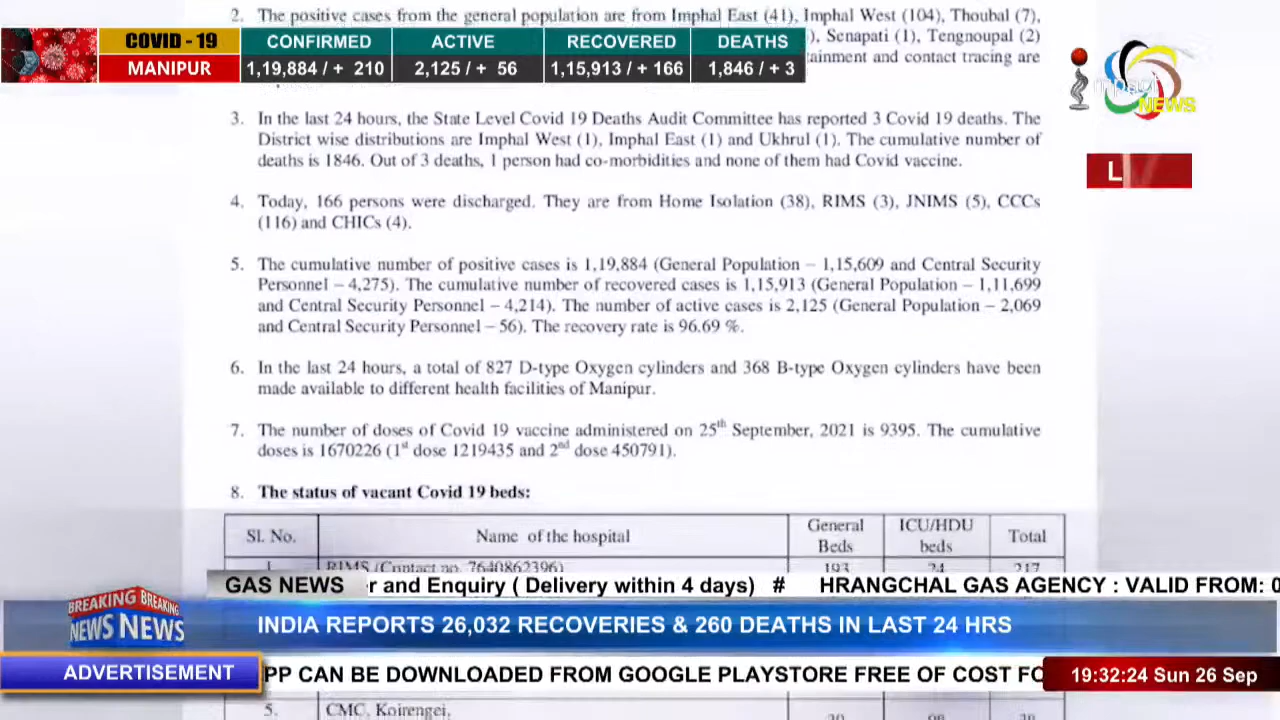 2. The positive cases from the general population are from Imphal East (41), Imphal West (104), Thoubal (7),
), Senapati (1), Tengnoupal (2)
tainment and contact tracing are
COVID - 19
MANIPUR
CONFIRMED ACTIVE RECOVERED DEATHS
1,19,884 / + 210 2,125 / + 56 1,15,913 / + 166 1,846 / + 3
impact
NEWS
L
3. In the last 24 hours, the State Level Covid 19 Deaths Audit Committee has reported 3 Covid 19 deaths. The
District wise distributions are Imphal West (1), Imphal East (1) and Ukhrul (1). The cumulative number of
deaths is 1846. Out of 3 deaths, 1 person had co-morbidities and none of them had Covid vaccine.
4. Today, 166 persons were discharged. They are from Home Isolation (38), RIMS (3), JNIMS (5), CCCs
(116) and CHICs (4).
5. The cumulative number of positive cases is 1,19,884 (General Population – 1,15,609 and Central Security
Personnel – 4,275). The cumulative number of recovered cases is 1,15,913 (General Population – 1,11,699
and Central Security Personnel – 4,214). The number of active cases is 2,125 (General Population – 2,069
and Central Security Personnel – 56). The recovery rate is 96.69 %.
6. In the last 24 hours, a total of 827 D-type Oxygen cylinders and 368 B-type Oxygen cylinders have been
made available to different health facilities of Manipur.
7. The number of doses of Covid 19 vaccine administered on 25th September, 2021 is 9395. The cumulative
doses is 1670226 (1st dose 1219435 and 2nd dose 450791).
8. The status of vacant Covid 19 beds:
Sl. No. Name of the hospital General Beds ICU/HDU beds Total
1 RIMS (Contact no. 7640862396) 193 24 217
GAS NEWS r and Enquiry ( Delivery within 4 days) # HRANGCHAL GAS AGENCY : VALID FROM: 0
BREAKING BREAKING
NEWS NEWS
INDIA REPORTS 26,032 RECOVERIES & 260 DEATHS IN LAST 24 HRS
ADVERTISEMENT PP CAN BE DOWNLOADED FROM GOOGLE PLAYSTORE FREE OF COST FO 19:32:24 Sun 26 Sep
5. CMC, Koirengei,